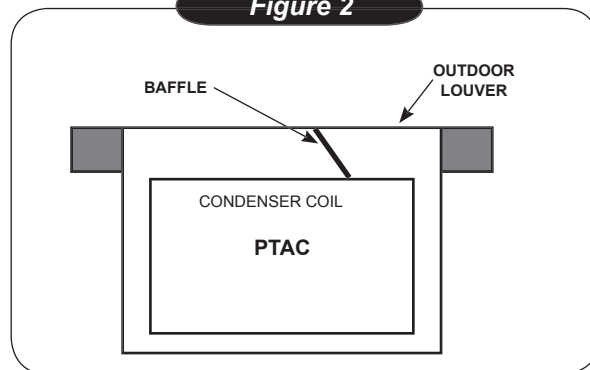 Figure 2
OUTDOOR
LOUVER
BAFFLE
CONDENSER COIL
PTAC